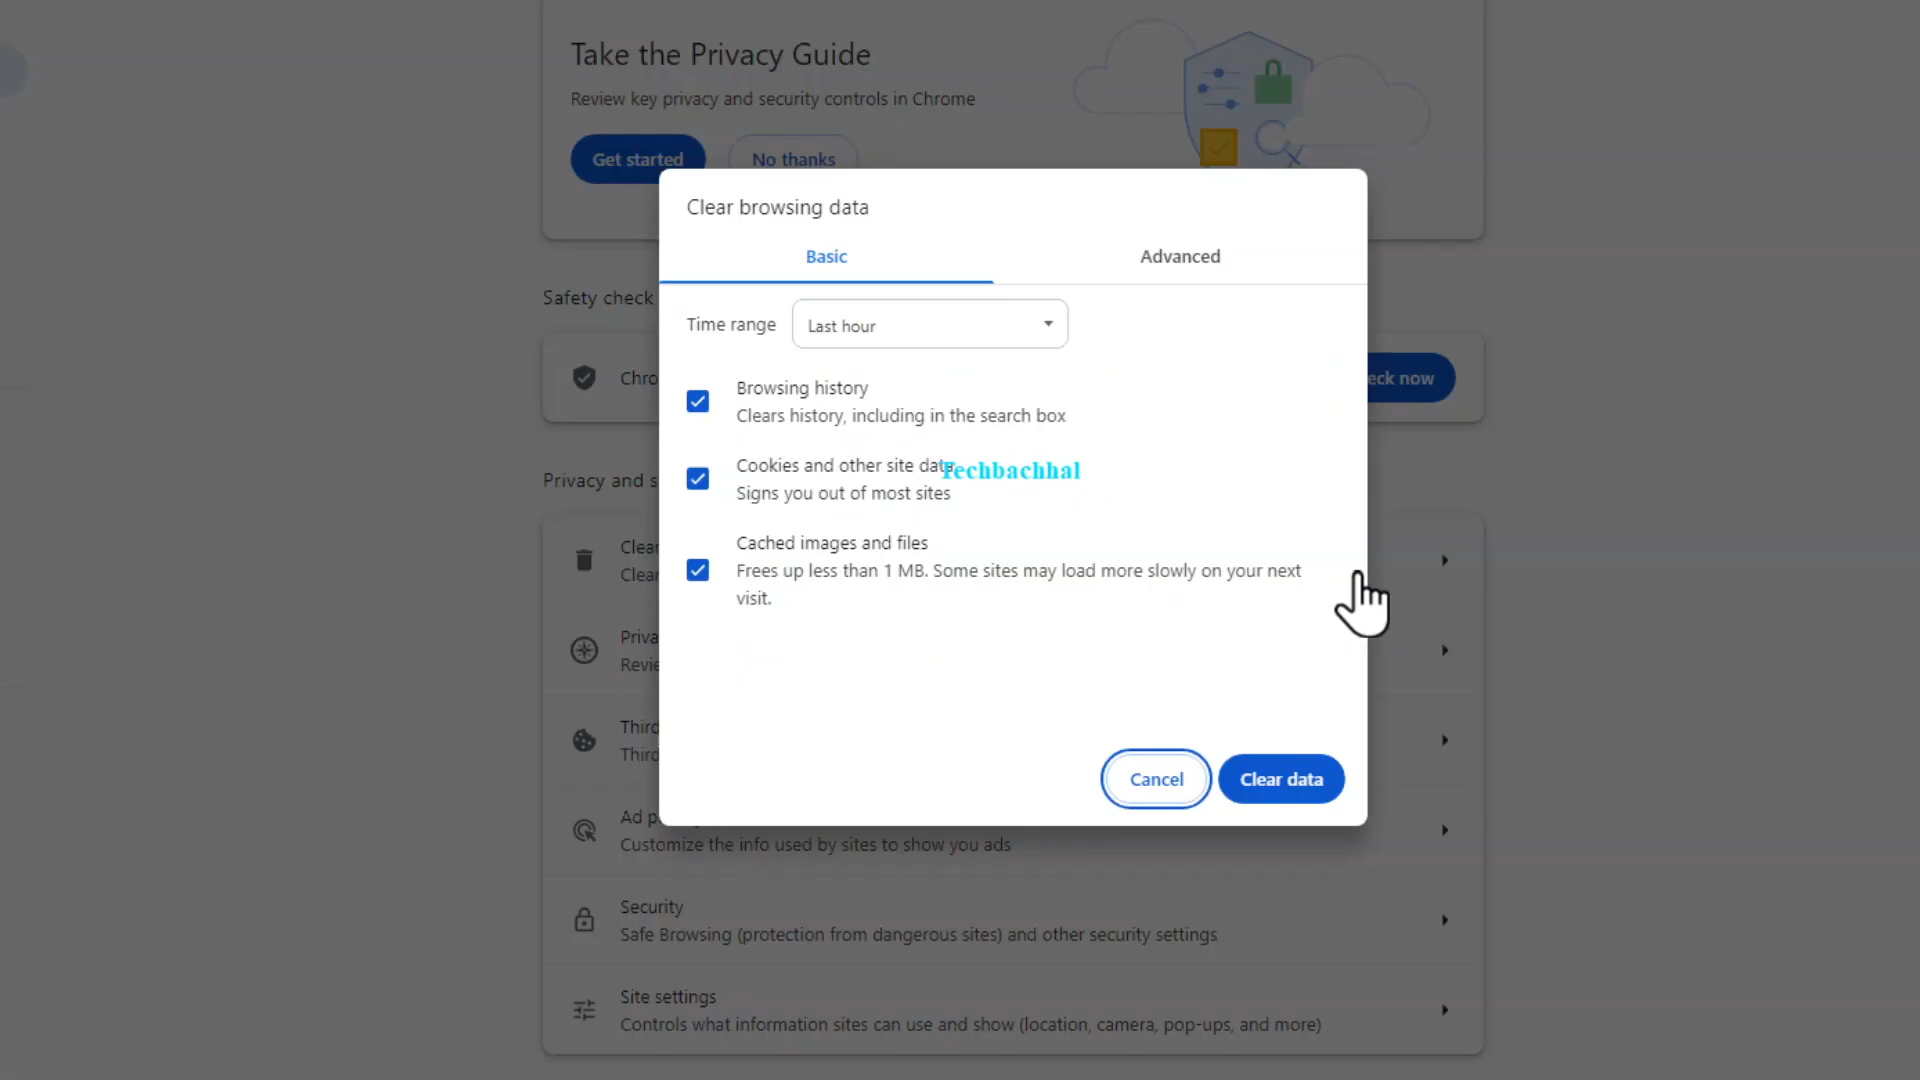 Take the Privacy Guide
Review key privacy and security controls in Chrome
Get started
No thanks
Clear browsing data
Basic
Advanced
Safety check
Time range
Last hour
Browsing history
Clears history, including in the search box
Cookies and other site data
Signs you out of most sites
Techbachhal
Privacy and s
Cached images and files
Frees up less than 1 MB. Some sites may load more slowly on your next
visit.
Clear
Clear
Priva
Revie
Third
Third
Cancel
Clear data
Ad p
Customize the info used by sites to show you ads
Security
Safe Browsing (protection from dangerous sites) and other security settings
Site settings
Controls what information sites can use and show (location, camera, pop-ups, and more)
Chro
eck now